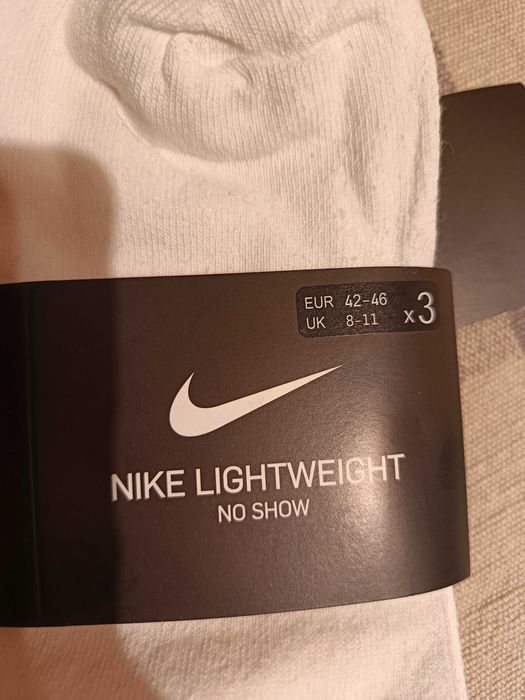 EUR 42-46
UK 8-11
x3
NIKE LIGHTWEIGHT
NO SHOW